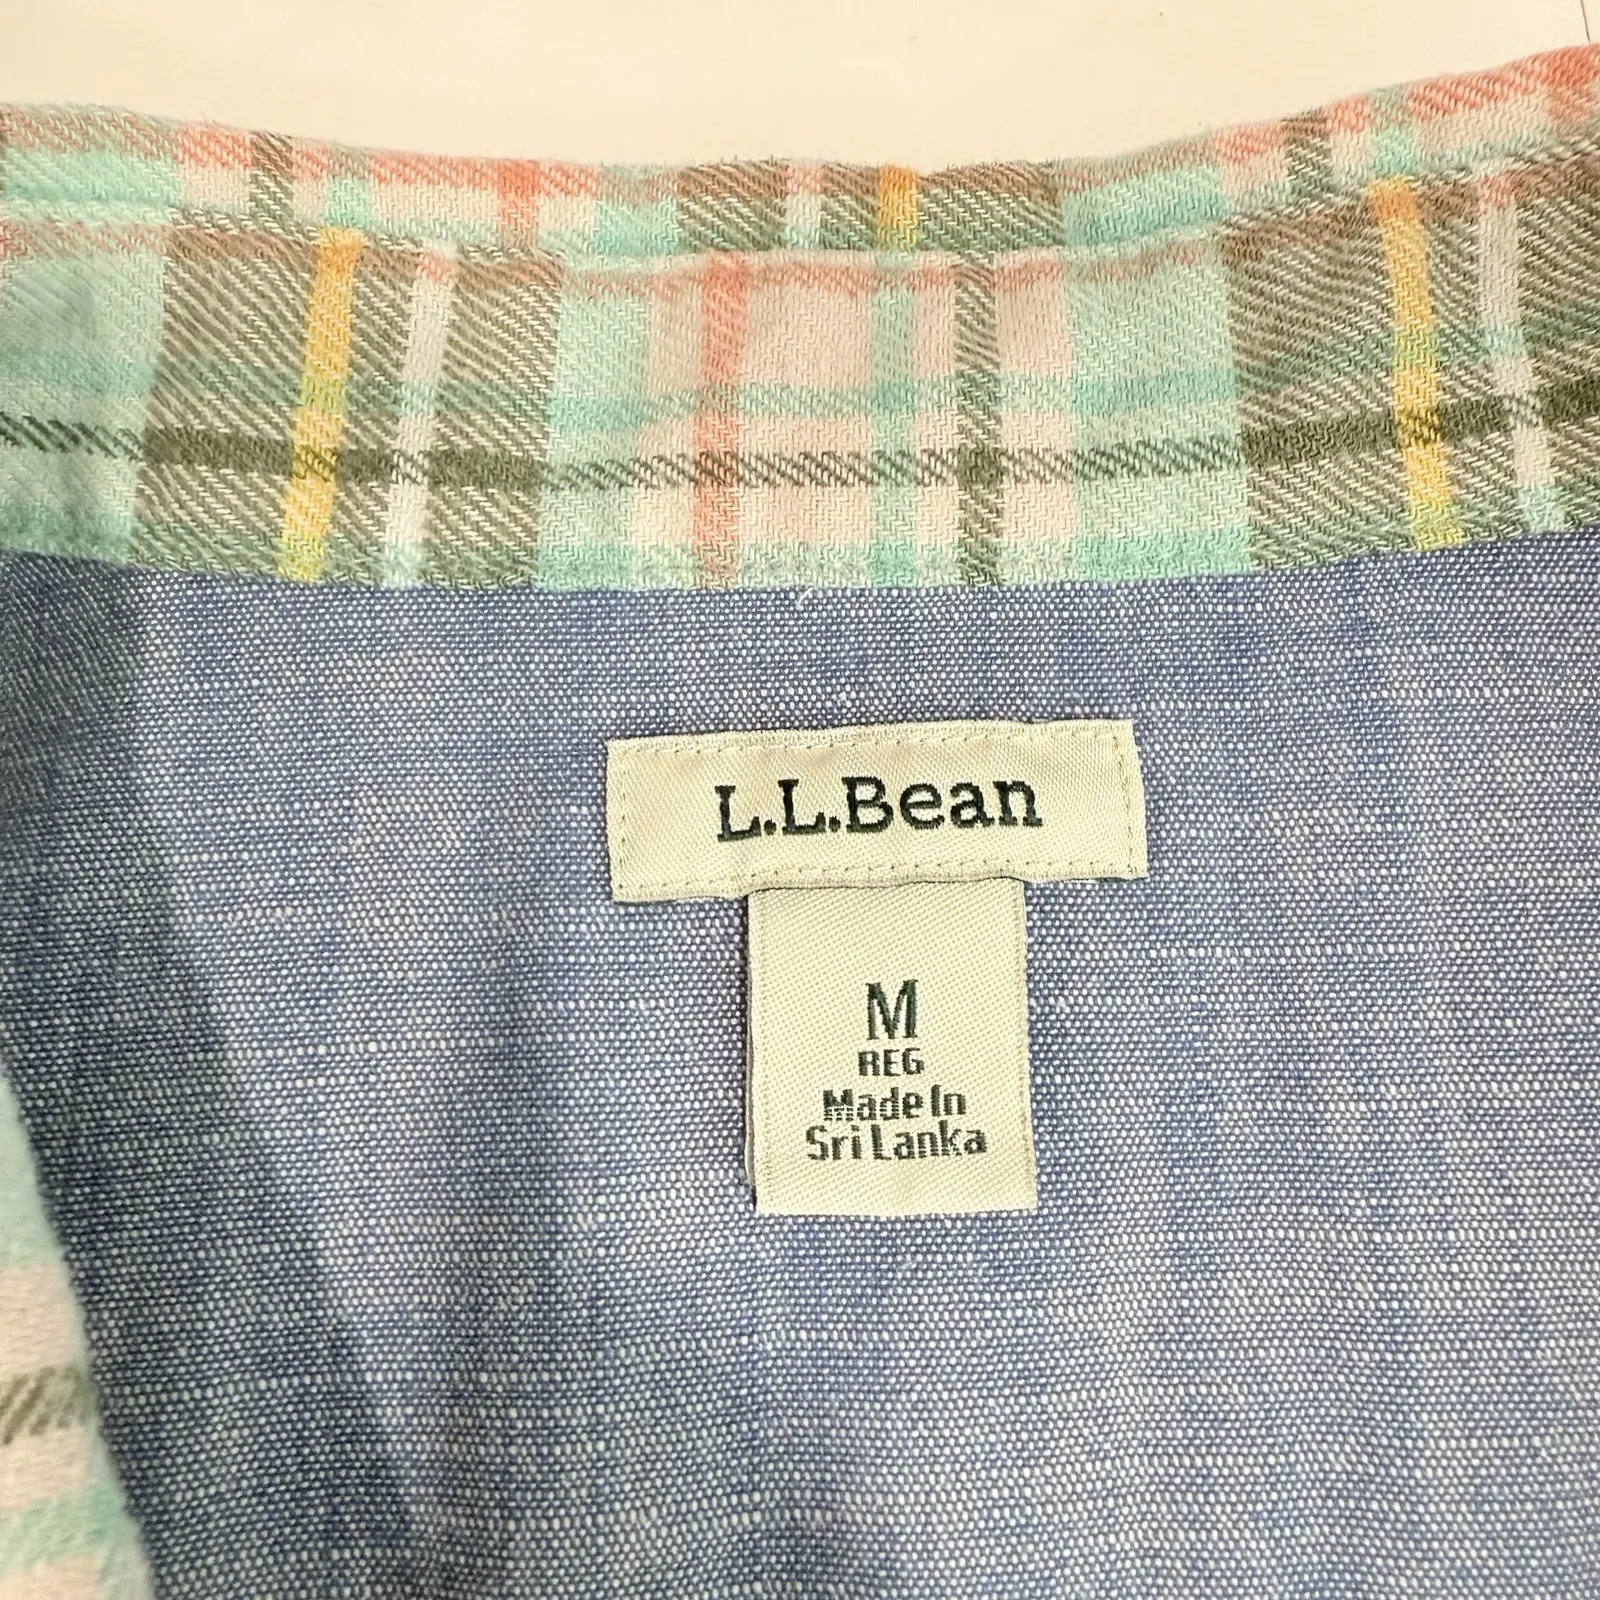 L.L.Bean
M
REG
Made In
Sri Lanka